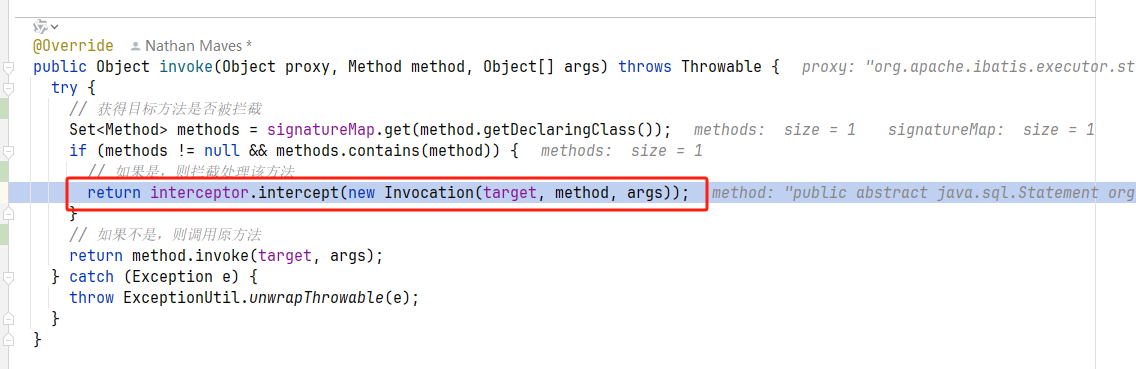 @Override Nathan Maves *
public Object invoke(Object proxy, Method method, Object[] args) throws Throwable { proxy: "org.apache.ibatis.executor.st
try {
// 获得目标方法是否被拦截
Set<Method> methods = signatureMap.get(method.getDeclaringClass()); methods: size = 1 signatureMap: size = 1
if (methods != null && methods.contains(method)) { methods: size = 1
// 如果是，则拦截处理该方法
return interceptor.intercept(new Invocation(target, method, args)); method: "public abstract java.sql.Statement org
}
// 如果不是，则调用原方法
return method.invoke(target, args);
} catch (Exception e) {
throw ExceptionUtil.unwrapThrowable(e);
}
}